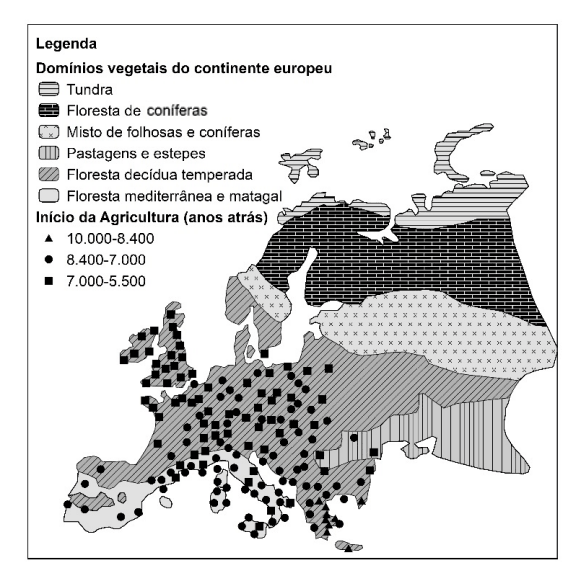 Legenda
Domínios vegetais do continente europeu
Tundra
Floresta de coníferas
Misto de folhosas e coníferas
Pastagens e estepes
Floresta decídua temperada
Floresta mediterrânea e matagal
Início da Agricultura (anos atrás)
10.000-8.400
8.400-7.000
7.000-5.500